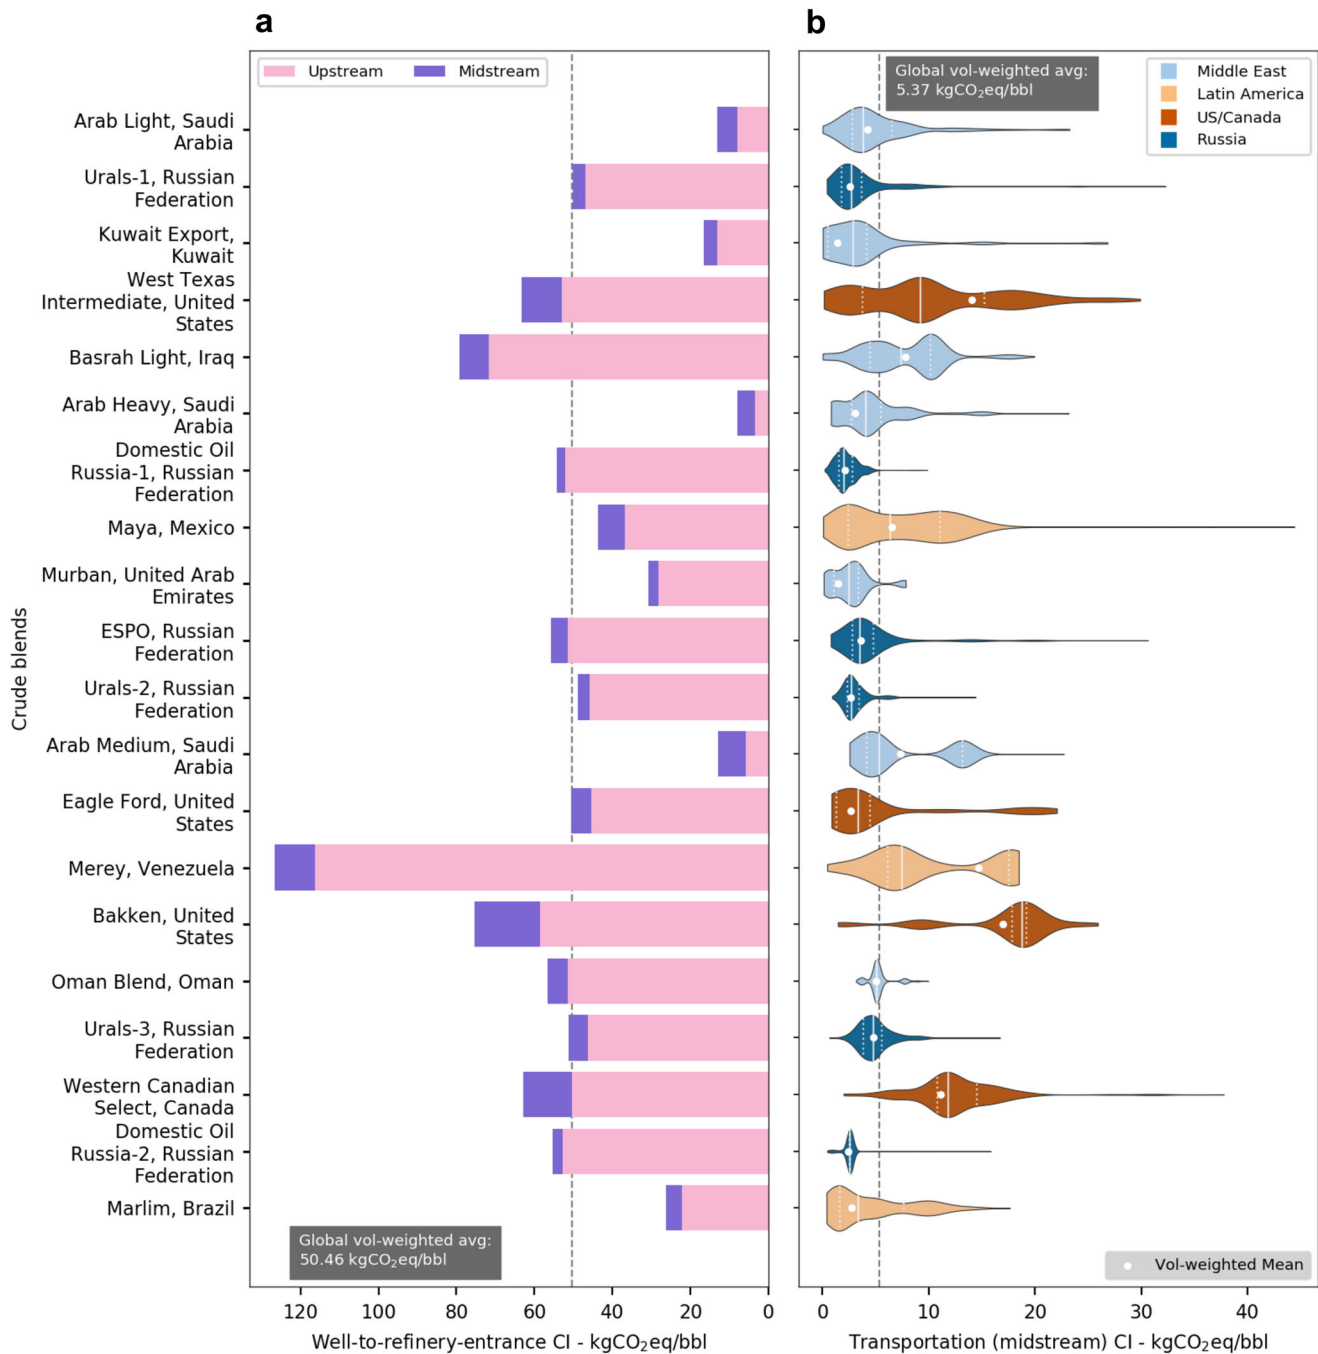 a
Upstream
Midstream
Crude blends
Arab Light, Saudi
Arabia
Urals-1, Russian
Federation
Kuwait Export,
Kuwait
West Texas
Intermediate, United
States
Basrah Light, Iraq
Arab Heavy, Saudi
Arabia
Domestic Oil
Russia-1, Russian
Federation
Maya, Mexico
Murban, United Arab
Emirates
ESPO, Russian
Federation
Urals-2, Russian
Federation
Arab Medium, Saudi
Arabia
Eagle Ford, United
States
Merey, Venezuela
Bakken, United
States
Oman Blend, Oman
Urals-3, Russian
Federation
Western Canadian
Select, Canada
Domestic Oil
Russia-2, Russian
Federation
Marlim, Brazil
Global vol-weighted avg:
50.46 kgCO₂eq/bbl
120 100 80 60 40 20 0
Well-to-refinery-entrance CI - kgCO₂eq/bbl
b
Global vol-weighted avg:
5.37 kgCO₂eq/bbl
Middle East
Latin America
US/Canada
Russia
Vol-weighted Mean
0 10 20 30 40
Transportation (midstream) CI - kgCO₂eq/bbl